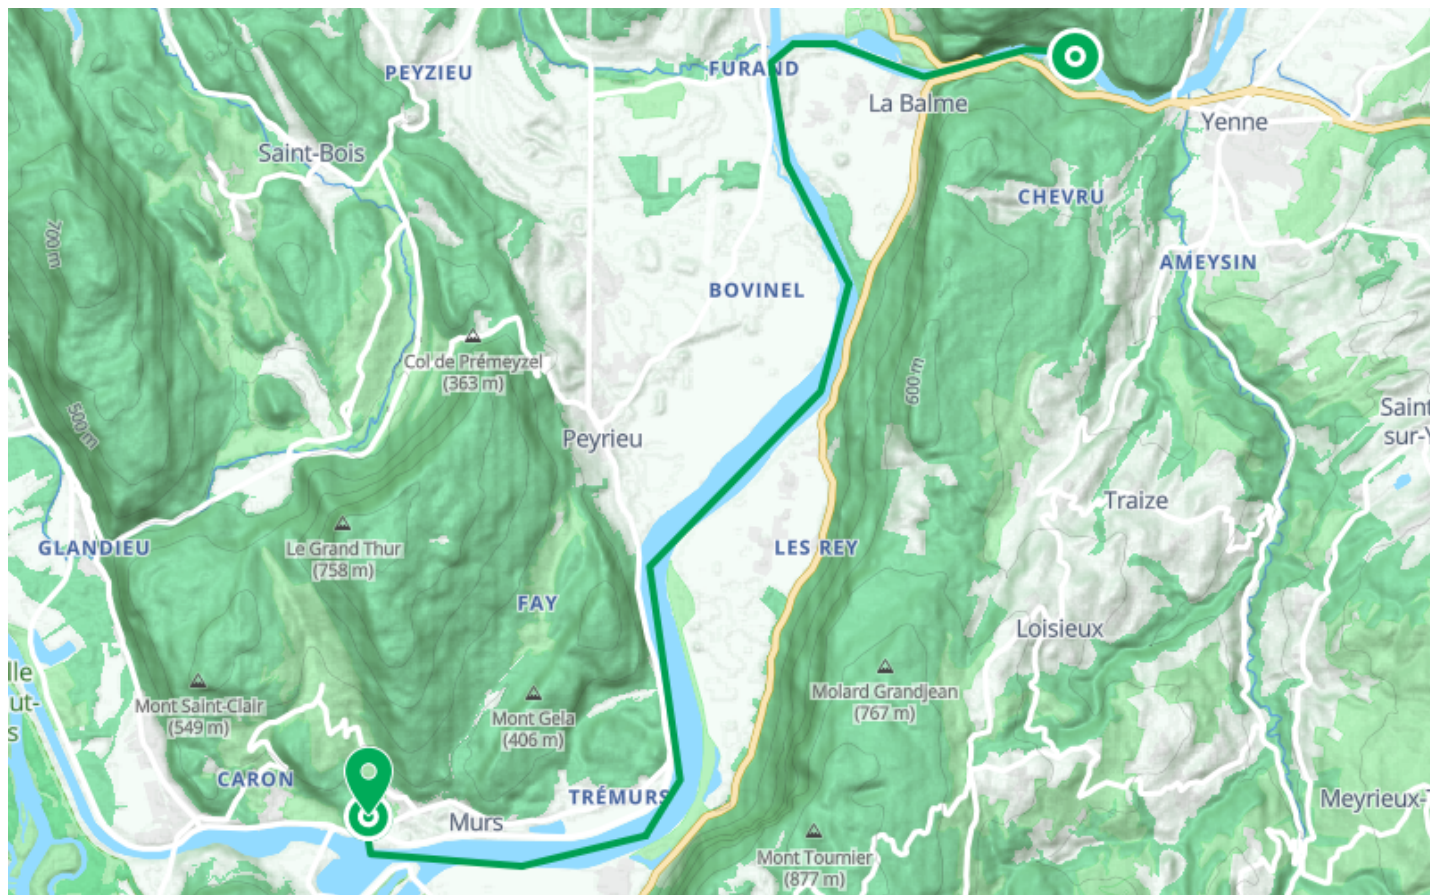 PEYZIEU
FURAND
La Balme
Yenne
Saint-Bois
CHEVRU
700 m
AMEYSIN
BOVINEL
Col de Prémeyzel
(363 m)
600 m
500 m
Peyrieu
Saint
sur-Y
Traize
GLANDIEU
Le Grand Thur
(758 m)
LES REY
FAY
Loisieux
lle
ut-
s
Mont Saint-Clair
(549 m)
Mont Gela
(406 m)
Molard Grandjean
(767 m)
CARON
TRÉMURS
Murs
Meyrieux-T
Mont Tournier
(877 m)